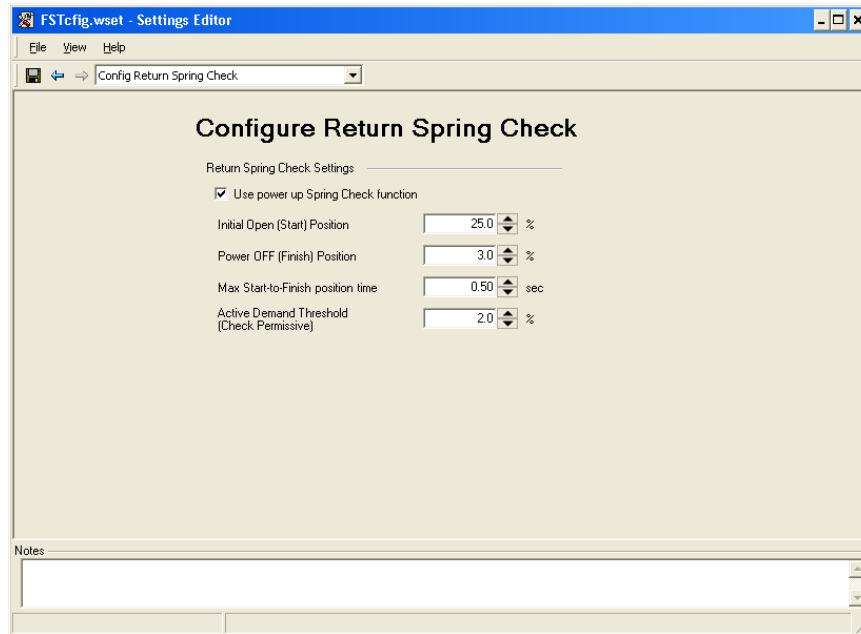 FSTcfig.wset - Settings Editor
File View Help
Config Return Spring Check
Configure Return Spring Check
Return Spring Check Settings
Use power up Spring Check function
Initial Open (Start) Position 25.0 %
Power OFF (Finish) Position 3.0 %
Max Start-to-Finish position time 0.50 sec
Active Demand Threshold
(Check Permissive) 2.0 %
Notes